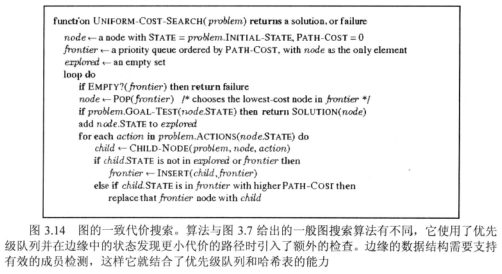 function UNIFORM-COST-SEARCH(problem) returns a solution, or failure
node ← a node with STATE = problem.INITIAL-STATE, PATH-COST = 0
frontier ← a priority queue ordered by PATH-COST, with node as the only element
explored ← an empty set
loop do
if EMPTY?(frontier) then return failure
node ← POP(frontier) /* chooses the lowest-cost node in frontier */
if problem.GOAL-TEST(node.STATE) then return SOLUTION(node)
add node.STATE to explored
for each action in problem.ACTIONS(node.STATE) do
child ← CHILD-NODE(problem, node, action)
if child.STATE is not in explored or frontier then
frontier ← INSERT(child, frontier)
else if child.STATE is in frontier with higher PATH-COST then
replace that frontier node with child
图 3.14 图的一致代价搜索。算法与图 3.7 给出的一般图搜索算法有不同，它使用了优先
级队列并在边缘中的状态发现更小代价的路径时引入了额外的检查。边缘的数据结构需要支持
有效的成员检测，这样它就结合了优先级队列和哈希表的能力